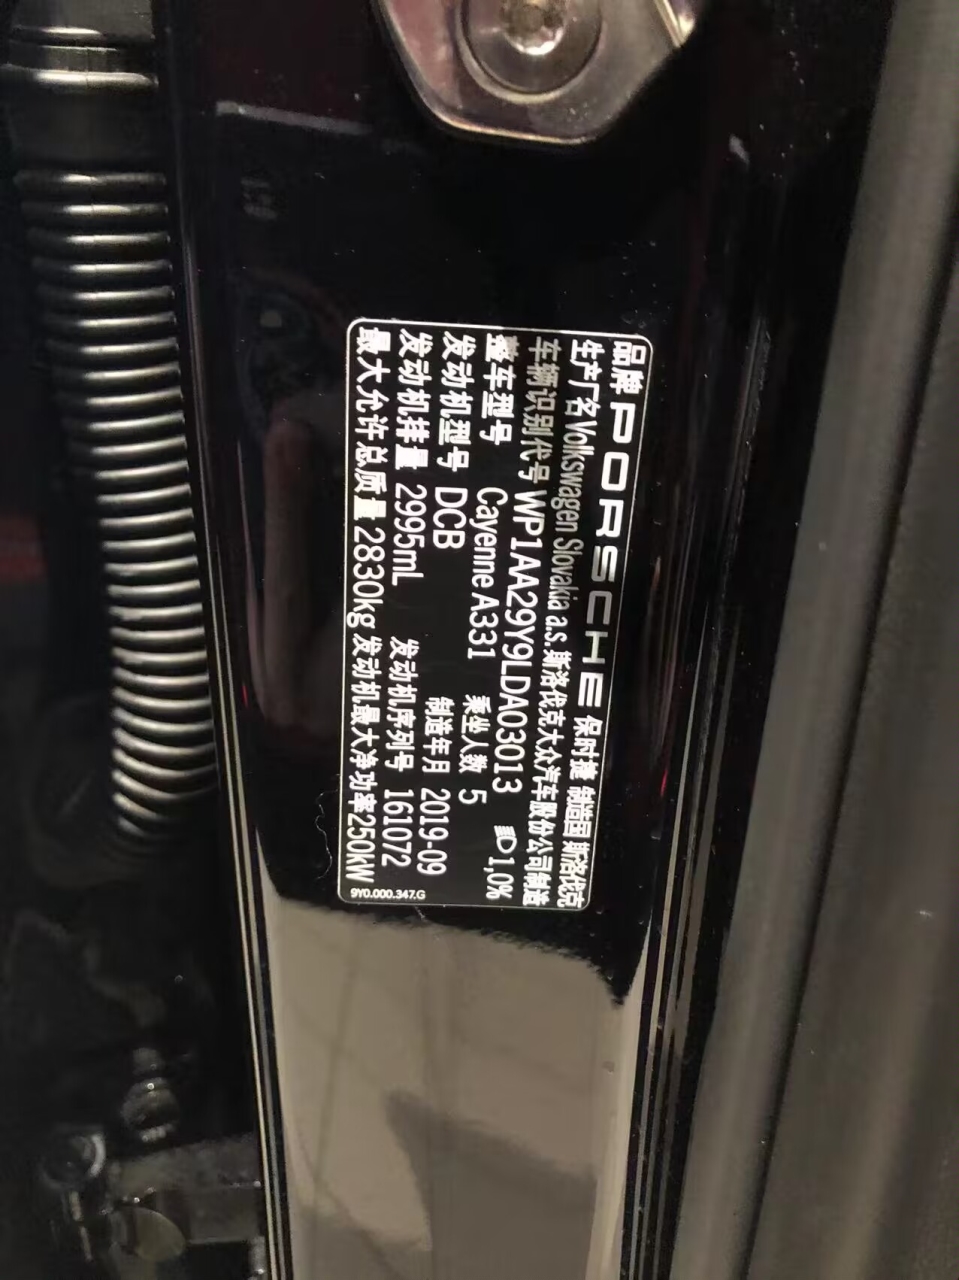 品牌 PORSCHE 保时捷 制造国 斯洛伐克
生产厂名 Volkswagen Slovakia a.s. 斯洛伐克大众汽车股份公司制造
车辆识别代号 WP1AA29Y9LDA03013 1,0%
整车型号 Cayenne A331 乘坐人数 5
发动机型号 DCB 制造年月 2019-09
发动机排量 2995mL 发动机序列号 161072
最大允许总质量 2830kg 发动机最大净功率 250kW
9Y0.000.347.G